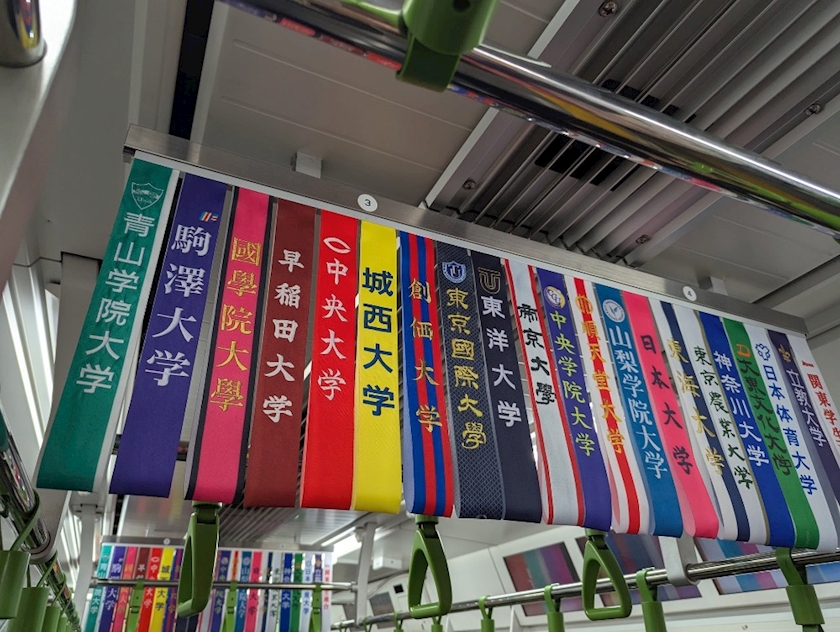 3
4
青山学院大学
駒澤大学
國學院大學
早稲田大学
中央大学
城西大学
創価大学
東京国際大学
東洋大学
帝京大學
中央学院大学
順天堂大学
山梨学院大学
日本大学
東海大学
東京農業大学
神奈川大学
大東文化大学
日本体育大学
立教大学
関東学生